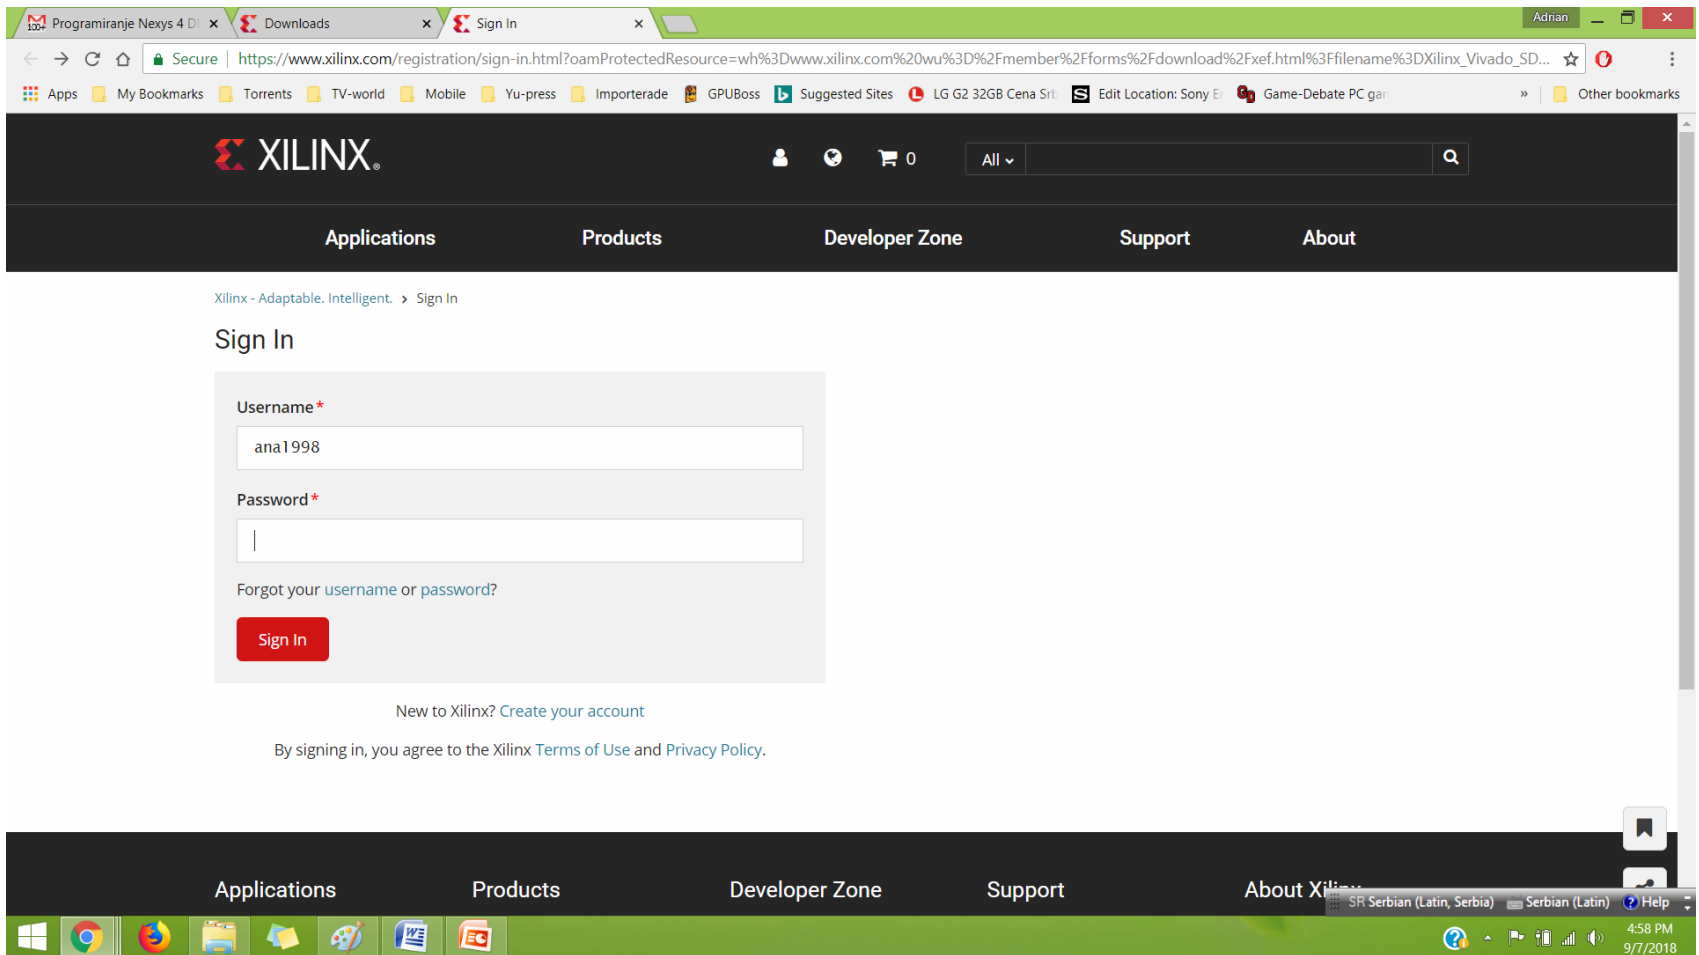 Programiranje Nexys 4 D
Downloads
Sign In
Adrian
Secure
https://www.xilinx.com/registration/sign-in.html?oamProtectedResource=wh%3Dwww.xilinx.com%20wu%3D%2Fmember%2Fforms%2Fdownload%2Fxef.html%3Ffilename%3DXilinx_Vivado_SD...
Apps My Bookmarks Torrents TV-world Mobile Yu-press Importerade GPUBoss Suggested Sites LG G2 32GB Cena Srb Edit Location: Sony E Game-Debate PC gam » Other bookmarks
XILINX®
0
All
Applications Products Developer Zone Support About
Xilinx - Adaptable. Intelligent. > Sign In
Sign In
Username*
ana1998
Password*
Forgot your username or password?
Sign In
New to Xilinx? Create your account
By signing in, you agree to the Xilinx Terms of Use and Privacy Policy.
Applications Products Developer Zone Support About Xilinx
SR Serbian (Latin, Serbia) Serbian (Latin) Help
4:58 PM
9/7/2018